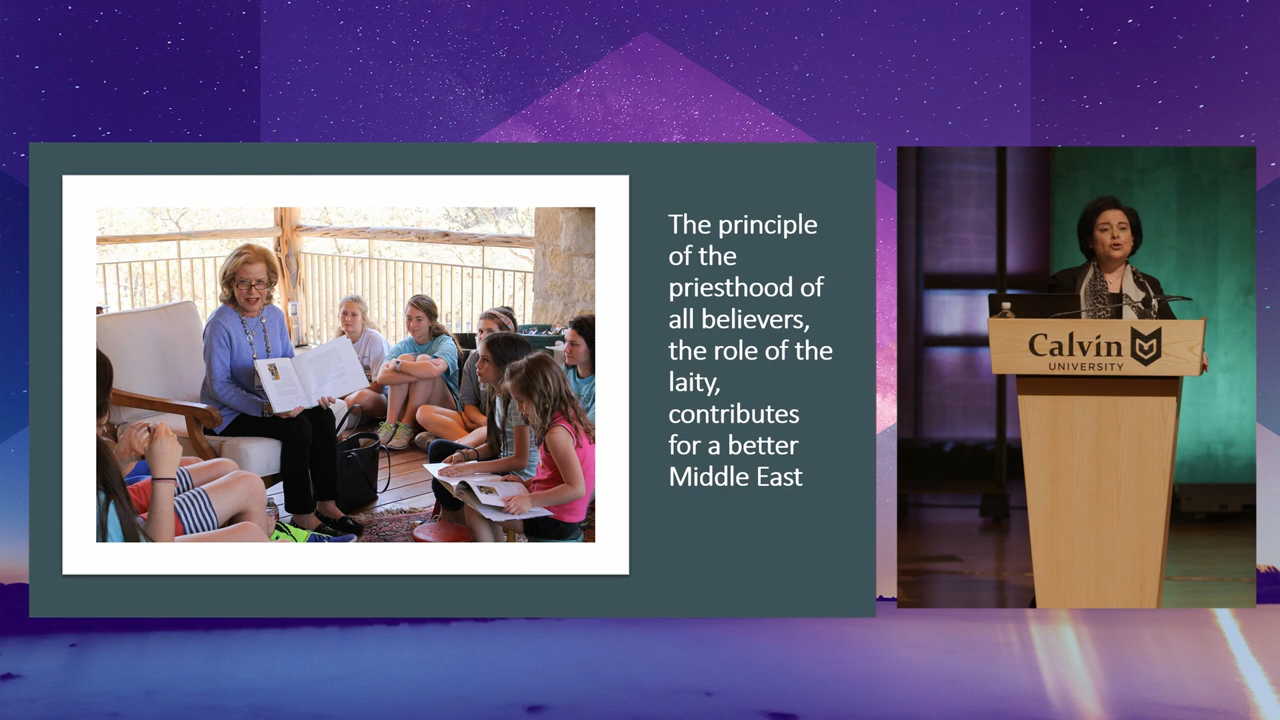 The principle
of the
priesthood of
all believers,
the role of the
laity,
contributes
for a better
Middle East
Calvin
UNIVERSITY